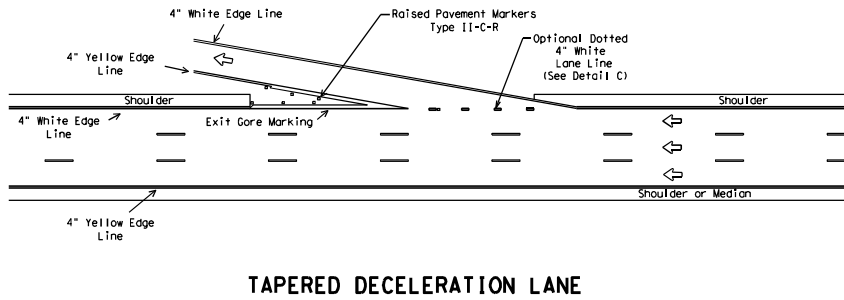 4" White Edge Line
Raised Pavement Markers
Type II-C-R
Optional Dotted
4" White
Lane Line
(See Detail C)
4" Yellow Edge
Line
Shoulder
Shoulder
4" White Edge
Line
Exit Gore Marking
Shoulder or Median
4" Yellow Edge
Line
TAPERED DECELERATION LANE